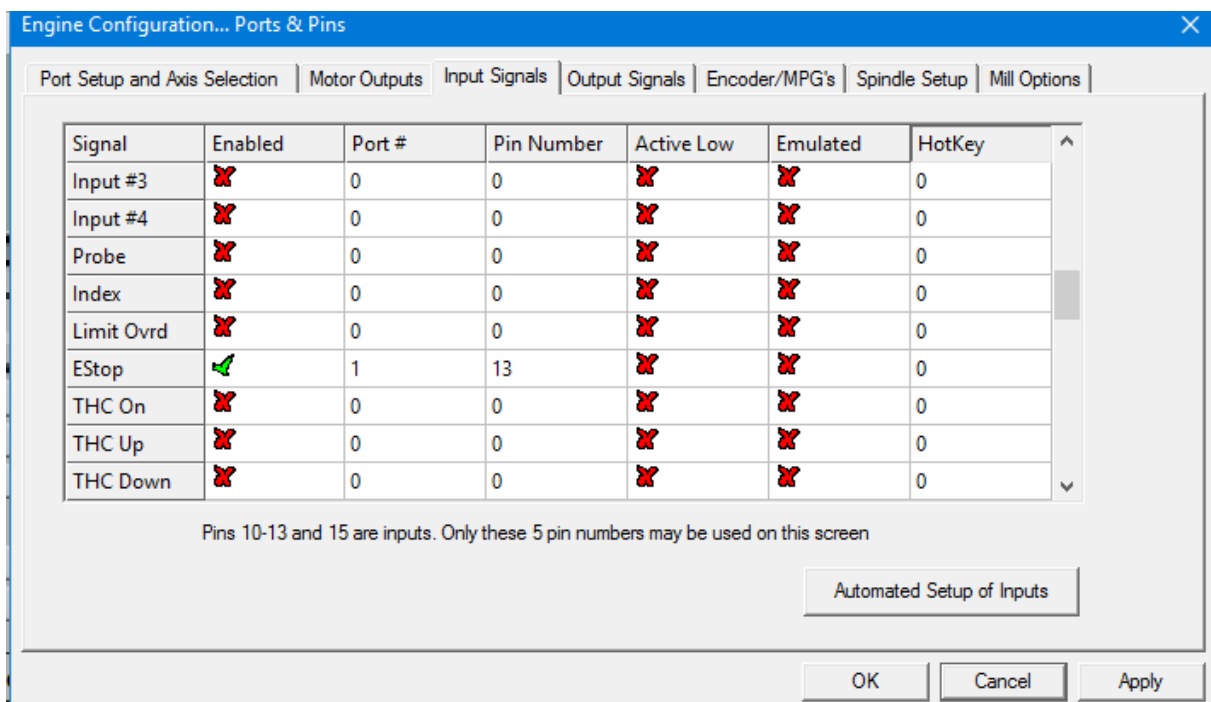 Engine Configuration... Ports & Pins
Port Setup and Axis Selection Motor Outputs Input Signals Output Signals Encoder/MPG's Spindle Setup Mill Options
Signal Enabled Port # Pin Number Active Low Emulated HotKey
Input #3 0 0 0
Input #4 0 0 0
Probe 0 0 0
Index 0 0 0
Limit Ovrd 0 0 0
EStop 1 13 0
THC On 0 0 0
THC Up 0 0 0
THC Down 0 0 0
Pins 10-13 and 15 are inputs. Only these 5 pin numbers may be used on this screen
Automated Setup of Inputs
OK Cancel Apply